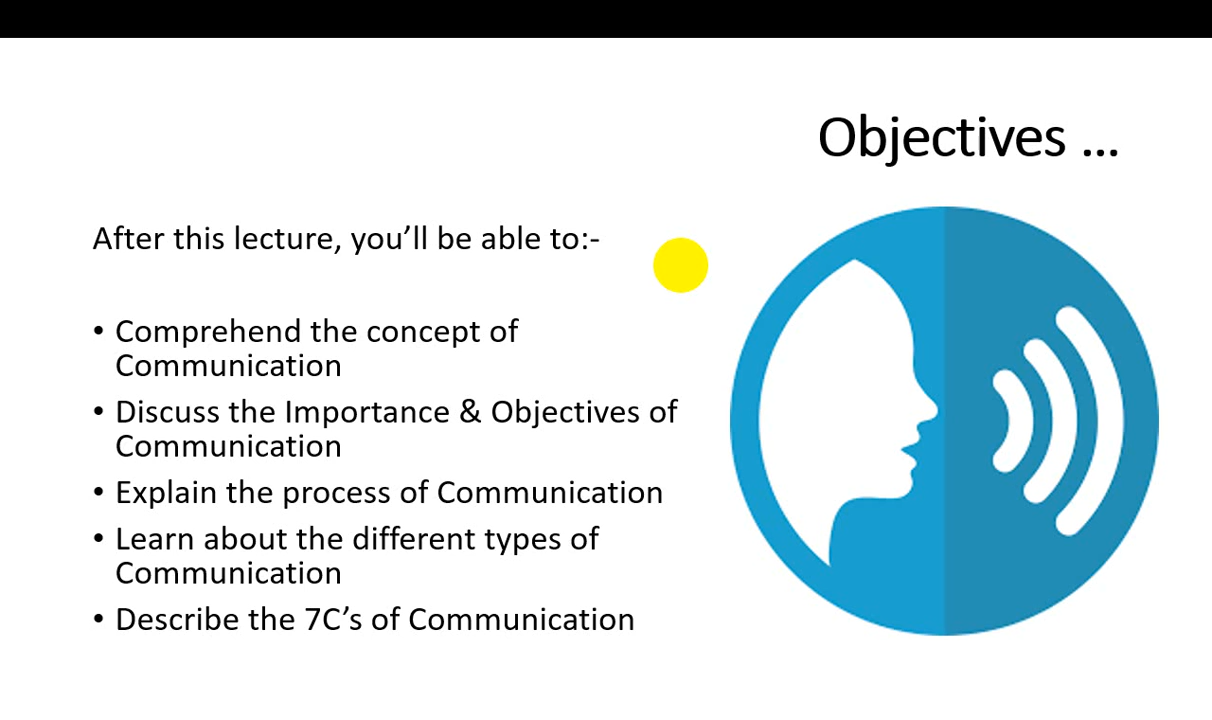 Objectives ...
After this lecture, you’ll be able to:-
• Comprehend the concept of
Communication
• Discuss the Importance & Objectives of
Communication
• Explain the process of Communication
• Learn about the different types of
Communication
• Describe the 7C’s of Communication